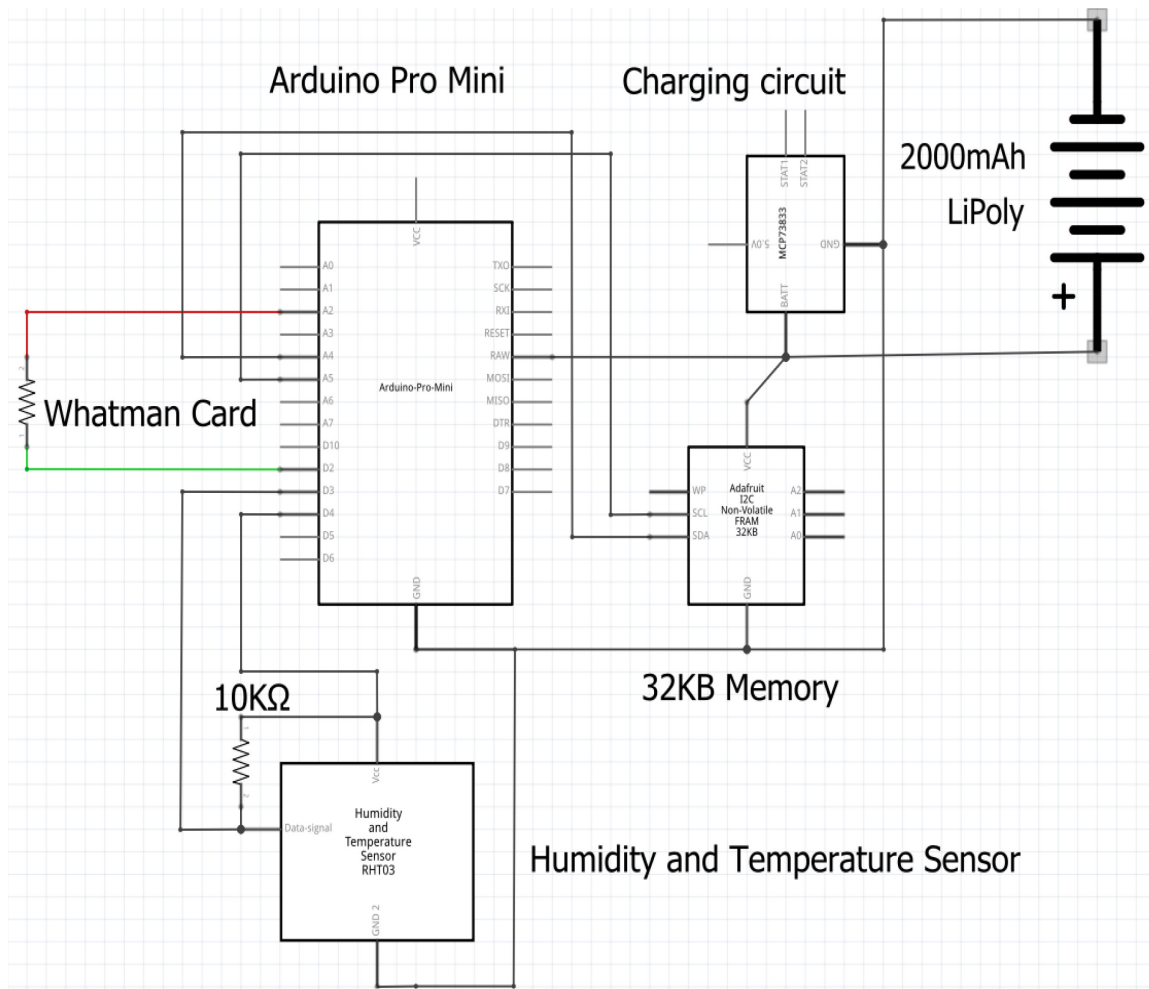 Arduino Pro Mini
Charging circuit
2000mAh
LiPoly
+
STAT1
STAT2
5.0V
MCP73833
GND
BATT
VCC
A0
A1
A2
A3
A4
A5
A6
A7
D10
D2
D3
D4
D5
D6
TXO
SCK
RXI
RESET
RAW
MOSI
MISO
DTR
D9
D8
D7
Arduino-Pro-Mini
GND
2
1
Whatman Card
VCC
WP
SCL
SDA
Adafruit
I2C
Non-Volatile
FRAM
32KB
A2
A1
A0
GND
32KB Memory
10KΩ
1
2
Vcc
Data-signal
Humidity
and
Temperature
Sensor
RHT03
GND 2
Humidity and Temperature Sensor